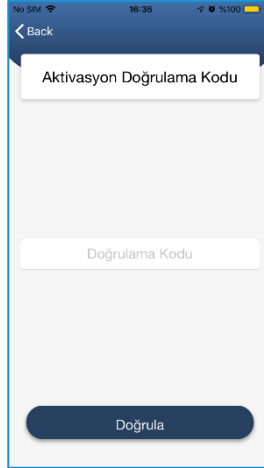 No SIM 16:35 %100
Back
Aktivasyon Doğrulama Kodu
Doğrulama Kodu
Doğrula